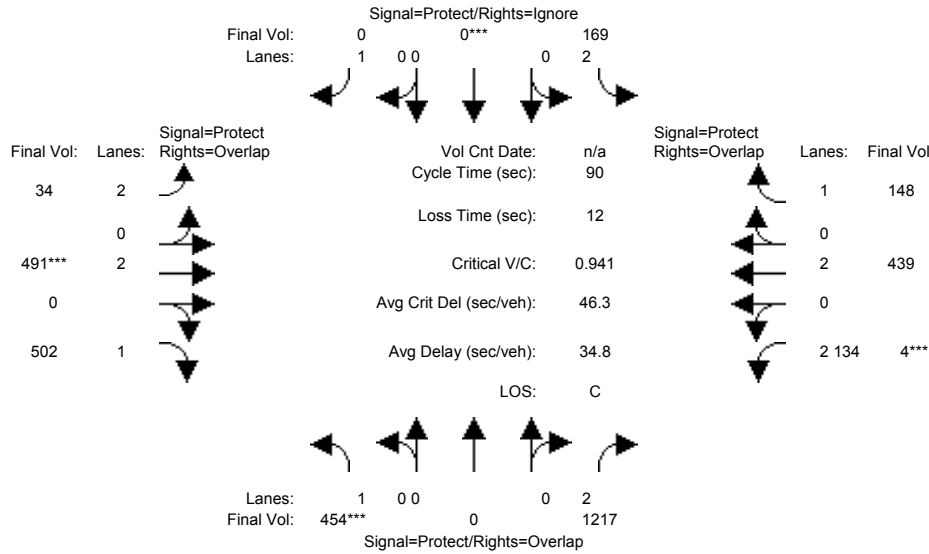 Signal=Protect/Rights=Ignore
Final Vol: 0 0*** 169
Lanes: 1 0 0 0 2
Signal=Protect Signal=Protect
Final Vol: Lanes: Rights=Overlap Vol Cnt Date: n/a Rights=Overlap Lanes: Final Vol
Cycle Time (sec): 90
34 2 1 148
Loss Time (sec): 12
0 0
491*** 2 Critical V/C: 0.941 2 439
0 Avg Crit Del (sec/veh): 46.3 0
502 1 Avg Delay (sec/veh): 34.8 2 134 4***
LOS: C
Lanes: 1 0 0 0 2
Final Vol: 454*** 0 1217
Signal=Protect/Rights=Overlap